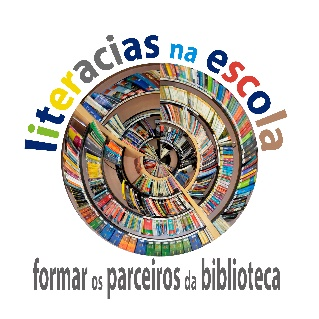 literacias na escola
formar os parceiros da biblioteca